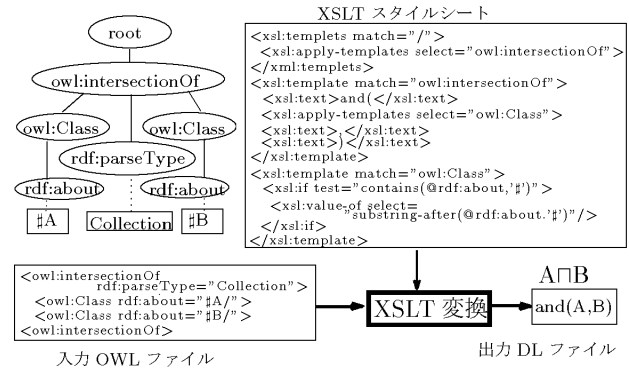 root
owl:intersectionOf
owl:Class
owl:Class
rdf:parseType
rdf:about
rdf:about
♯A
Collection
♯B
XSLT スタイルシート
<xsl:templets match="/">
<xsl:apply-templates select="owl:intersectionOf">
</xml:templets>
<xsl:template match="owl:intersectionOf">
<xsl:text>and(</xsl:text>
<xsl:apply-templates select="owl:Class">
<xsl:text>,</xsl:text>
<xsl:text>)</xsl:text>
</xsl:template>
<xsl:template match="owl:Class">
<xsl:if test="contains(@rdf:about,'♯')">
<xsl:value-of select=
"substring-after(@rdf:about.'♯')"/>
</xsl:if>
</xsl:template>
<owl:intersectionOf
rdf:parseType="Collection">
<owl:Class rdf:about="♯A/">
<owl:Class rdf:about="♯B/">
<owl:intersectionOf>
入力 OWL ファイル
XSLT 変換
A⊓B
and(A,B)
出力 DL ファイル